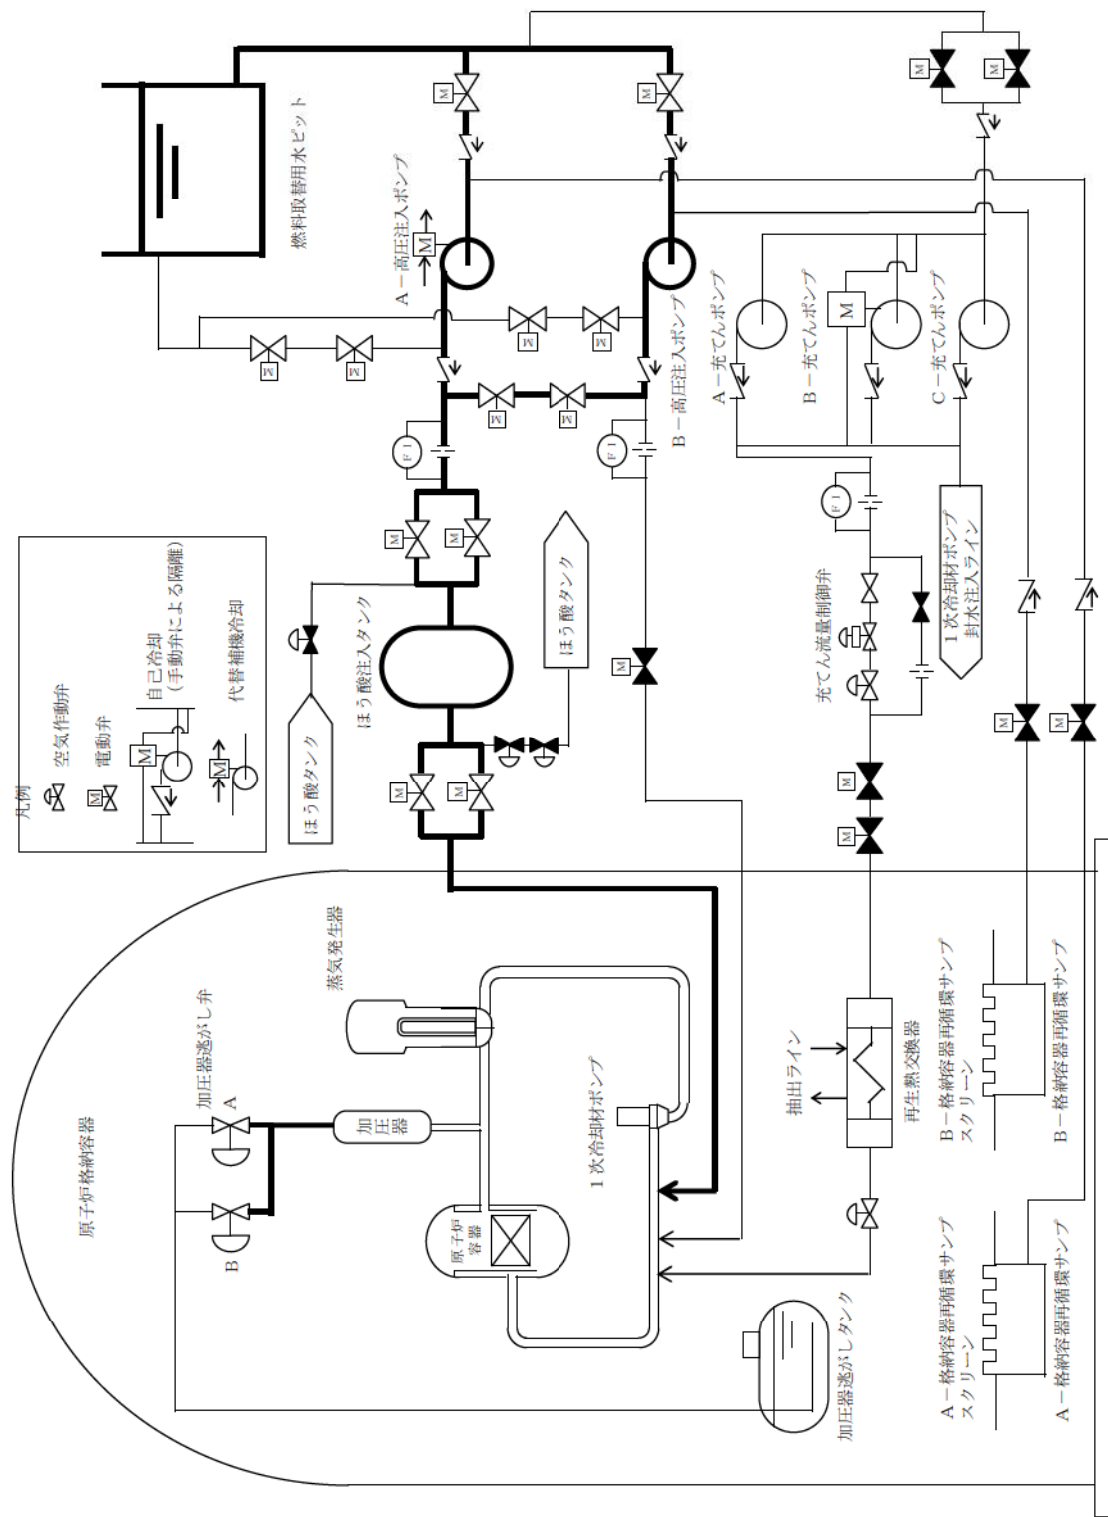 凡例
空気作動弁
M
電動弁
M
自己冷却
(手動弁による隔離)
M
代替補機冷却
原子炉格納容器
加圧器逃がし弁
A
B
加圧器
蒸気発生器
原子炉
容器
1次冷却材ポンプ
加圧器逃がしタンク
抽出ライン
再生熱交換器
A-格納容器再循環サンプ
スクリーン
A-格納容器再循環サンプ
B-格納容器再循環サンプ
スクリーン
B-格納容器再循環サンプ
ほう酸タンク
ほう酸注入タンク
ほう酸タンク
M
M
M
M
M
FI
FI
M
M
M
M
M
M
燃料取替用水ピット
A-高圧注入ポンプ
M
B-高圧注入ポンプ
M
M
A-充てんポンプ
B-充てんポンプ
M
C-充てんポンプ
FI
充てん流量制御弁
1次冷却材ポンプ
封水注入ライン
M
M
M
M
M
M